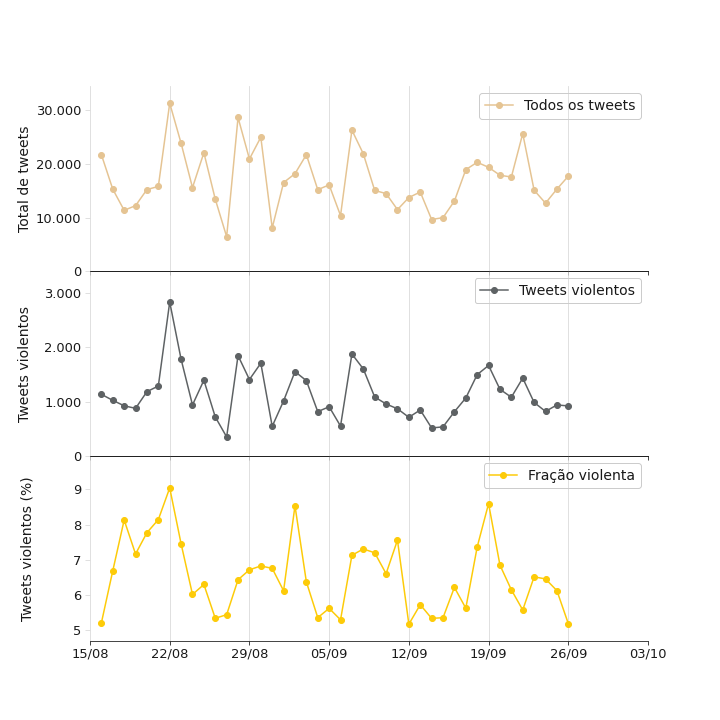 Total de tweets
30.000
20.000
10.000
0
Todos os tweets
Tweets violentos
3.000
2.000
1.000
0
Tweets violentos
Tweets violentos (%)
9
8
7
6
5
Fração violenta
15/08 22/08 29/08 05/09 12/09 19/09 26/09 03/10